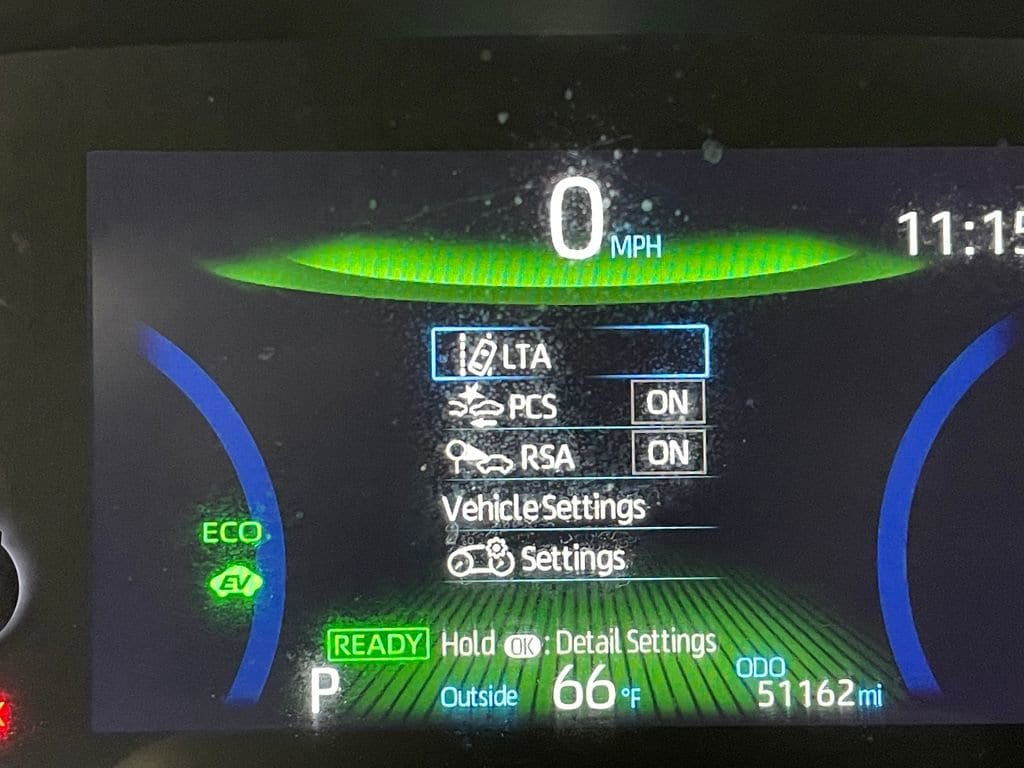 0 MPH
11:15
LTA
PCS ON
RSA ON
Vehicle Settings
Settings
ECO
EV
READY Hold OK : Detail Settings
P Outside 66 °F ODO 51162 mi